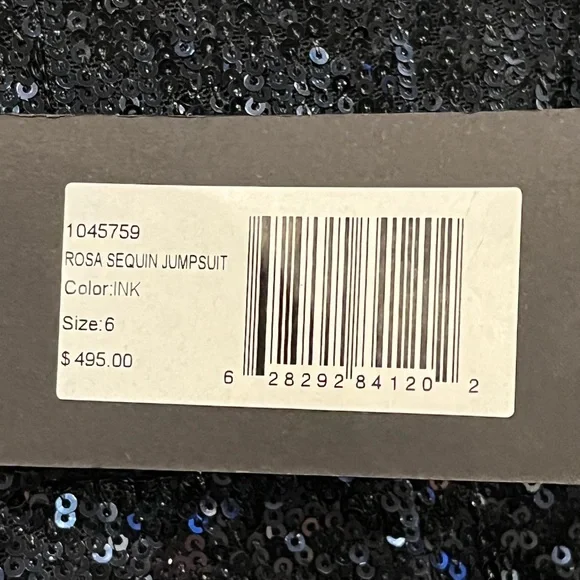 1045759
ROSA SEQUIN JUMPSUIT
Color:INK
Size:6
$ 495.00
6 28292 84120 2